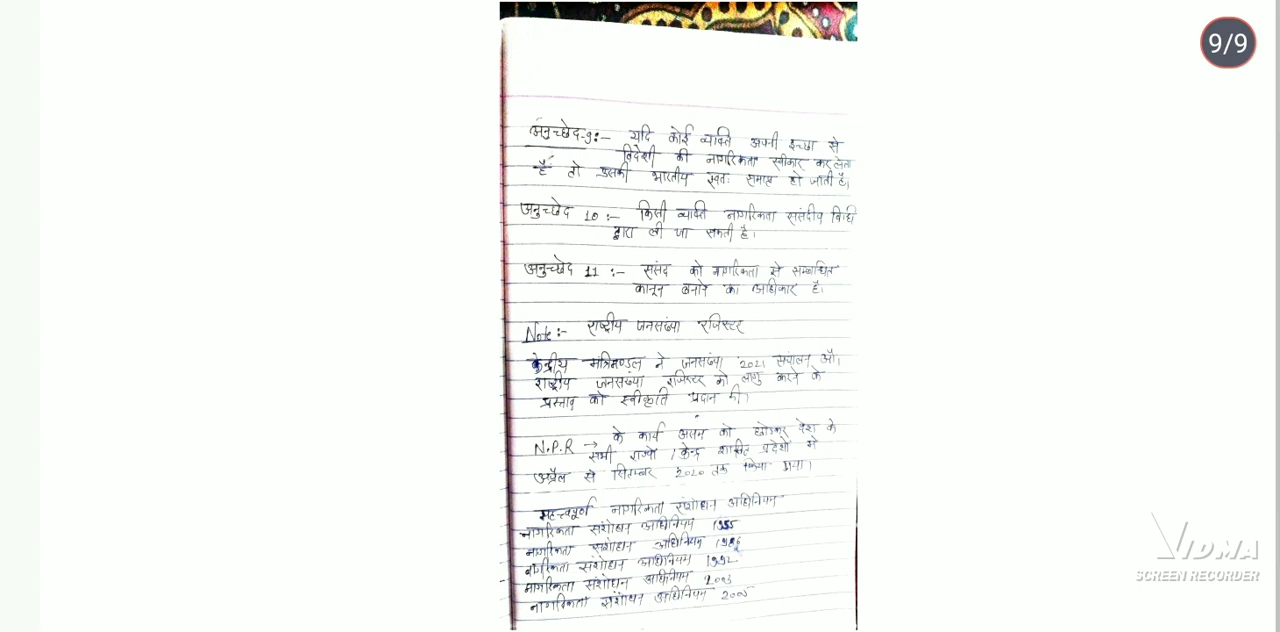 9/9
अनुच्छेद-9:- यदि कोई व्यक्ति अपनी इच्छा से
विदेशी की नागरिकता स्वीकार कर लेता
है तो उसकी भारतीय स्वतः समाप्त हो जाती है।
अनुच्छेद 10 :- किसी व्यक्ति नागरिकता संसदीय विधि
द्वारा ली जा सकती है।
अनुच्छेद 11 :- संसद को नागरिकता से सम्बन्धित
कानून बनाने का अधिकार है।
Note:- राष्ट्रीय जनसंख्या रजिस्टर
केन्द्रीय मंत्रिमण्डल ने जनसंख्या 2021 संचालन औ
राष्ट्रीय जनसंख्या रजिस्टर को लागु करने के
प्रस्ताव को स्वीकृति प्रदान की।
N.P.R → के कार्य असम को छोडकर देश के
सभी राज्यो / केन्द्र शासित प्रदेशो मे
अप्रैल से सितम्बर 2020 तक किया गया।
महत्त्वपूर्ण नागरिकता संशोधन अधिनियम
नागरिकता संशोधन अधिनियम 1955
नागरिकता संशोधन अधिनियम 1986
नागरिकता संशोधन अधिनियम 1992
नागरिकता संशोधन अधिनियम 2003
नागरिकता संशोधन अधिनियम 2005
VIDMA
SCREEN RECORDER